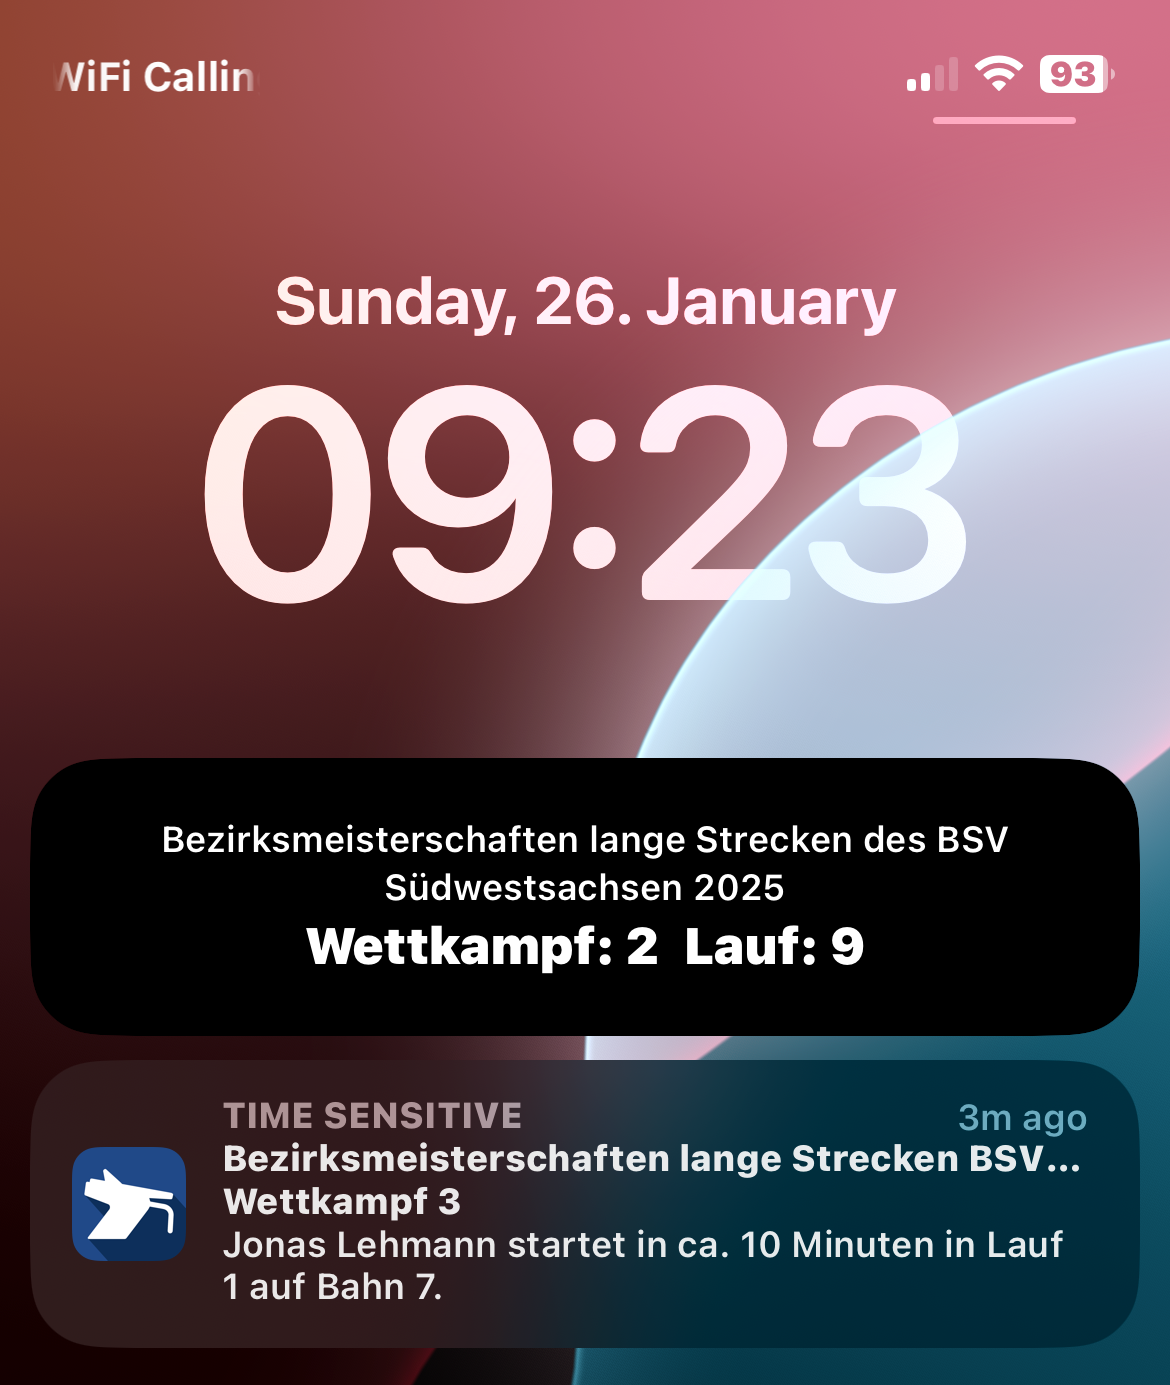 WiFi Callin
93
Sunday, 26. January
09:23
Bezirksmeisterschaften lange Strecken des BSV
Südwestsachsen 2025
Wettkampf: 2 Lauf: 9
TIME SENSITIVE
3m ago
Bezirksmeisterschaften lange Strecken BSV...
Wettkampf 3
Jonas Lehmann startet in ca. 10 Minuten in Lauf
1 auf Bahn 7.